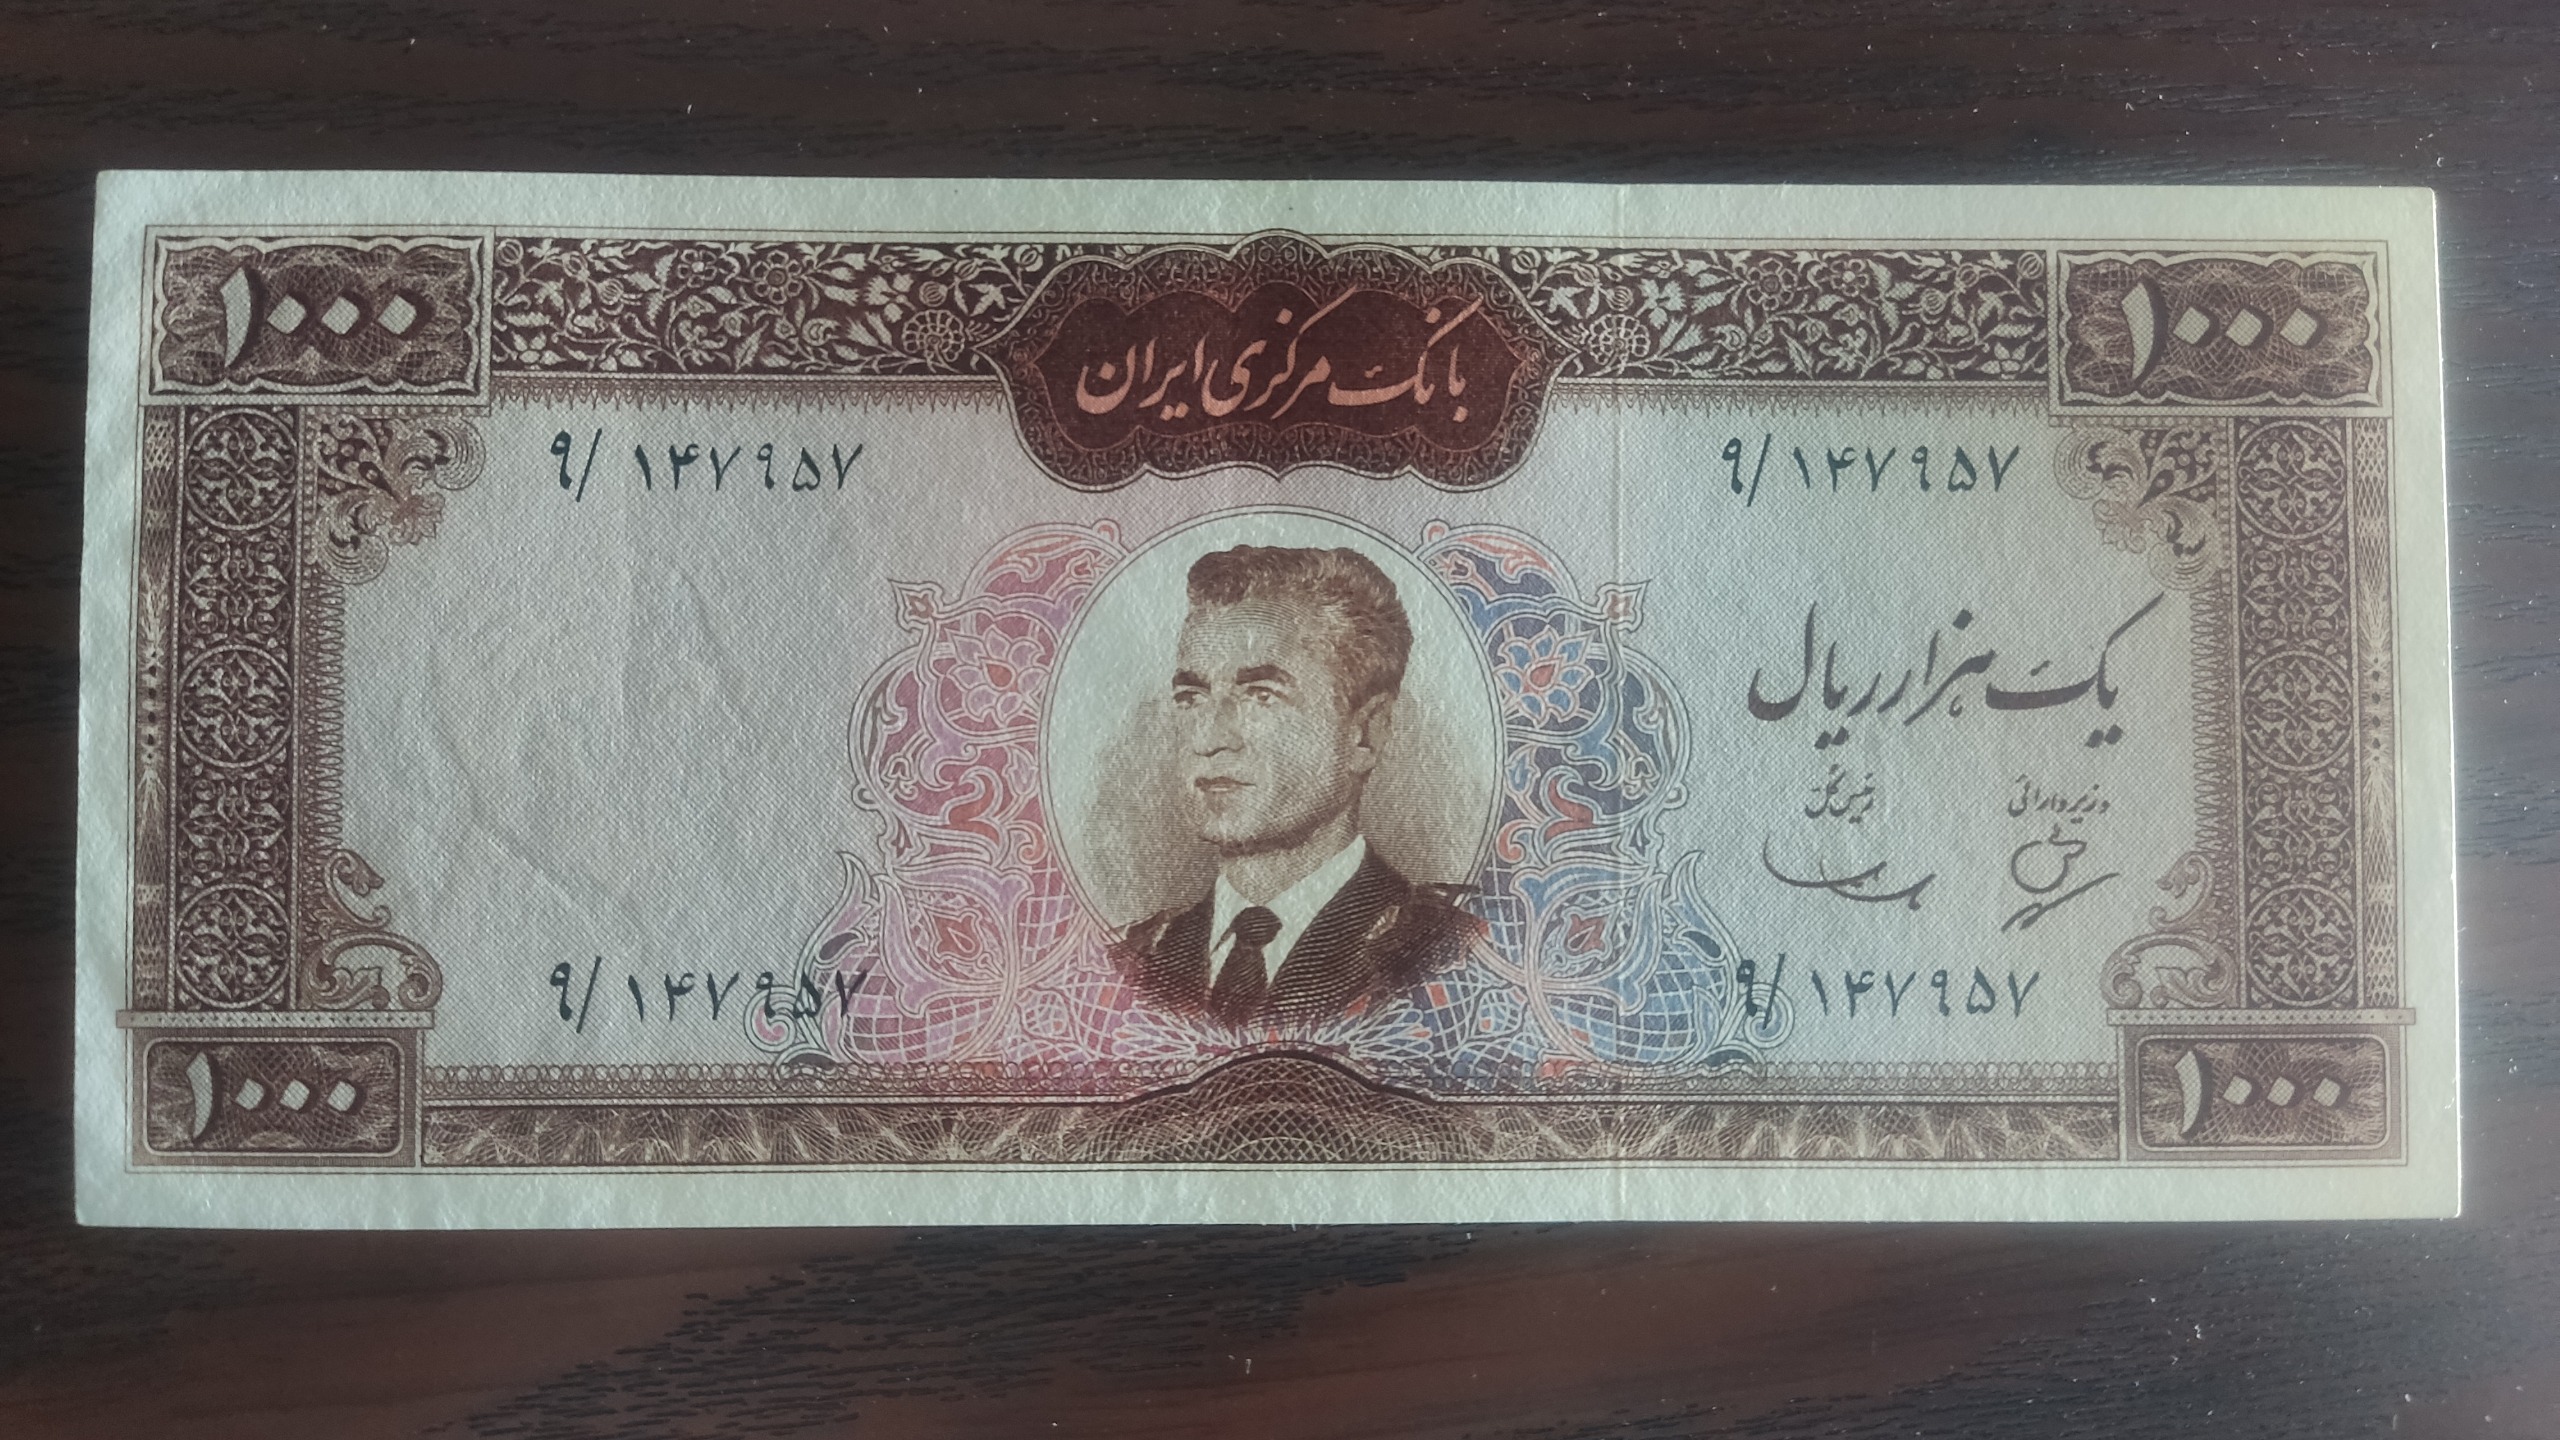 ۱۰۰۰
بانک مرکزی ایران
۱۰۰۰
۹/ ۱۴۷۹۵۷
۹/ ۱۴۷۹۵۷
یک هزار ریال
وزیر دارائی
رئیس کل
۹/ ۱۴۷۹۵۷
۹/ ۱۴۷۹۵۷
۱۰۰۰
۱۰۰۰